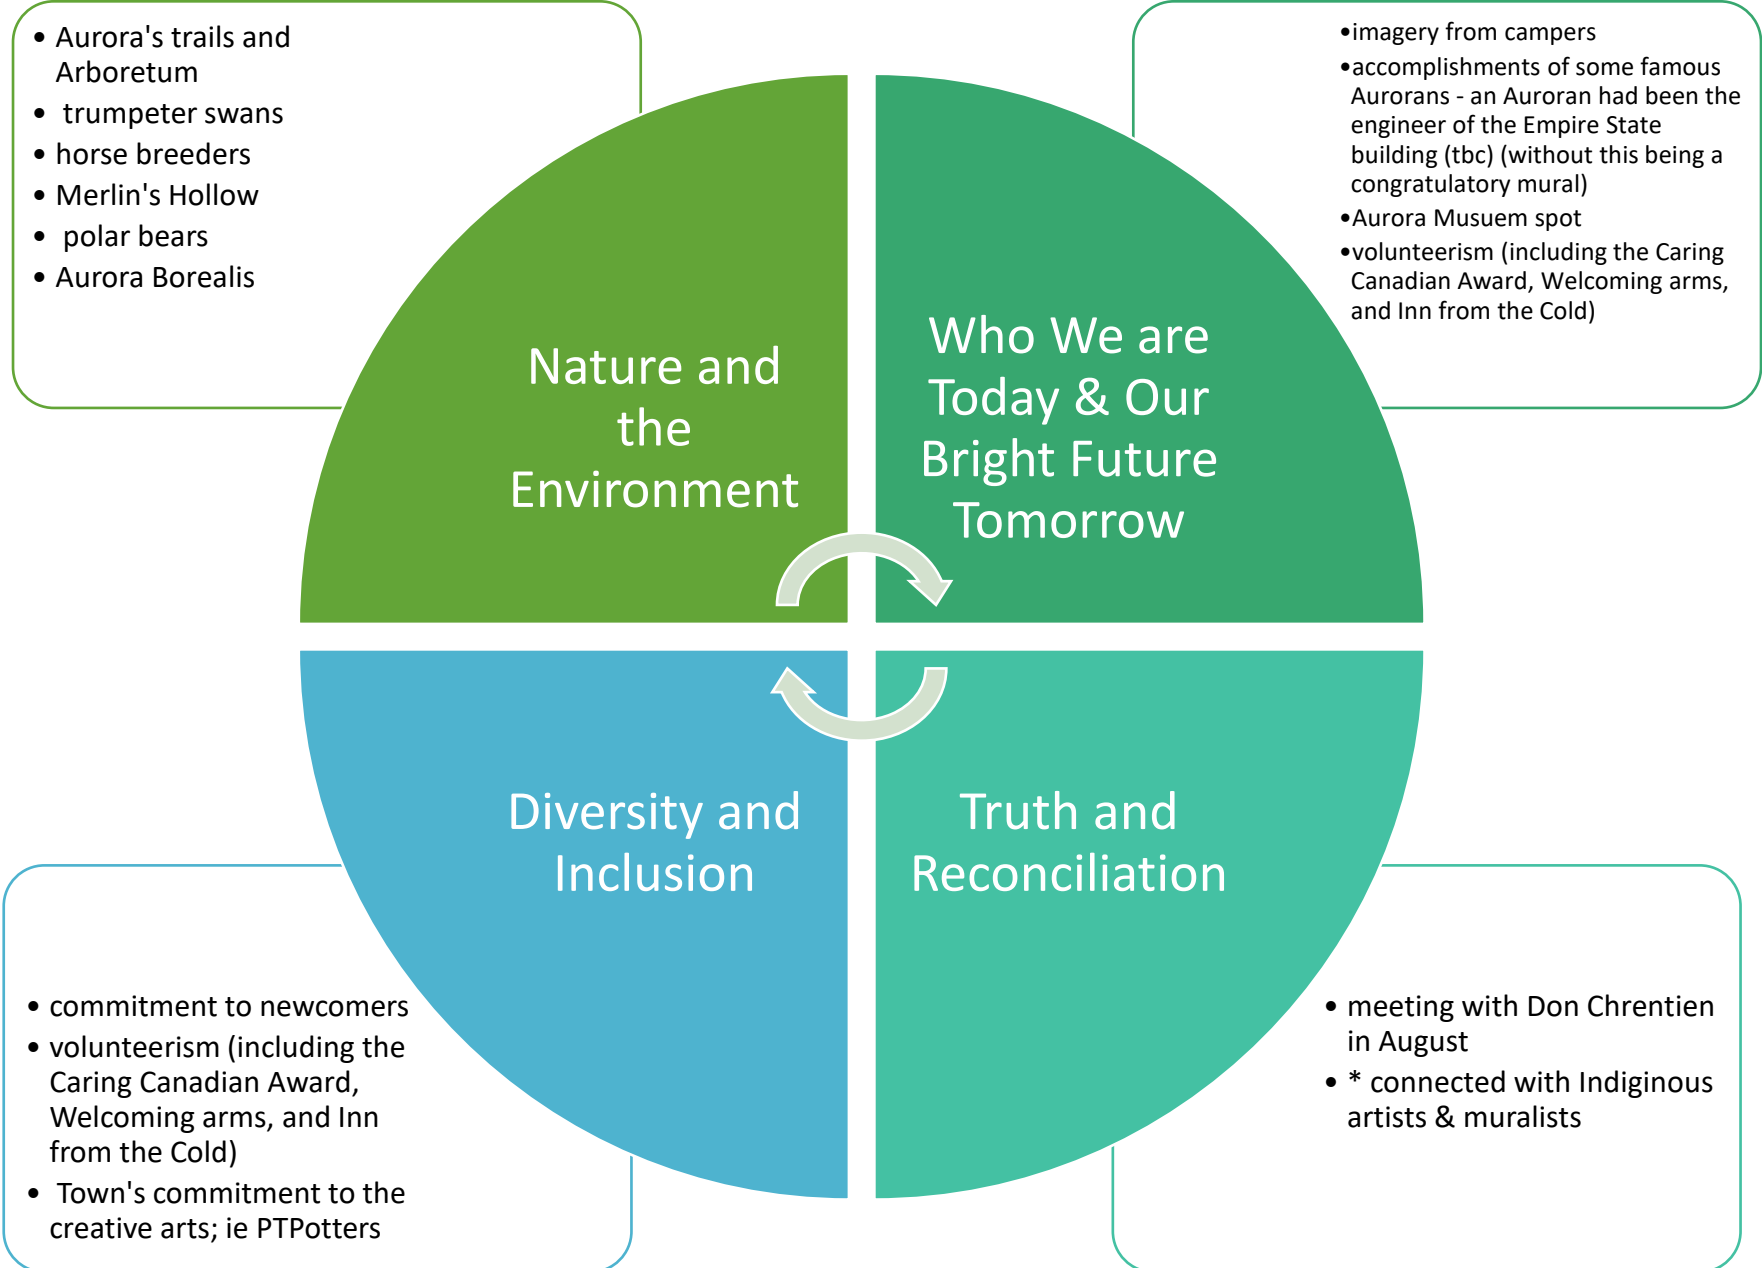 • Aurora's trails and
Arboretum
• trumpeter swans
• horse breeders
• Merlin's Hollow
• polar bears
• Aurora Borealis
•imagery from campers
•accomplishments of some famous
Aurorans - an Auroran had been the
engineer of the Empire State
building (tbc) (without this being a
congratulatory mural)
•Aurora Musuem spot
•volunteerism (including the Caring
Canadian Award, Welcoming arms,
and Inn from the Cold)
Nature and
the
Environment
Who We are
Today & Our
Bright Future
Tomorrow
Diversity and
Inclusion
Truth and
Reconciliation
• commitment to newcomers
• volunteerism (including the
Caring Canadian Award,
Welcoming arms, and Inn
from the Cold)
• Town's commitment to the
creative arts; ie PTPotters
• meeting with Don Chrentien
in August
• * connected with Indiginous
artists & muralists